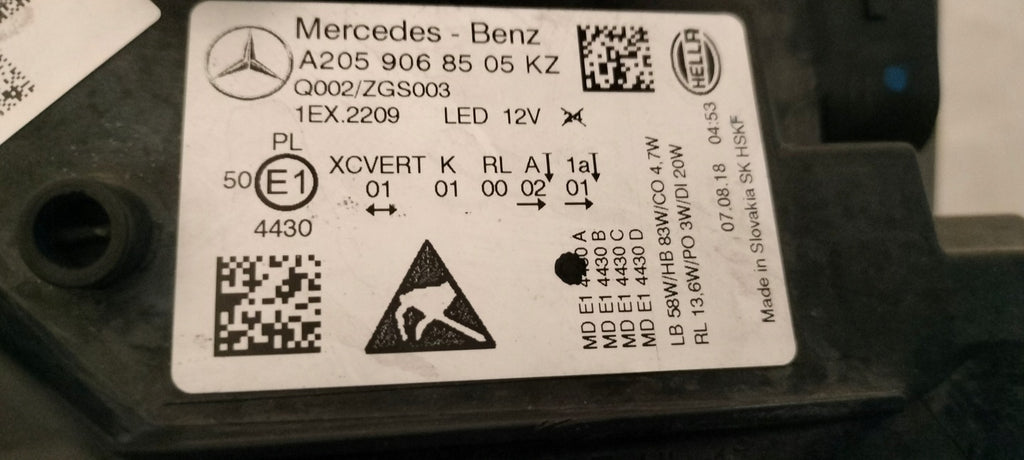 Mercedes - Benz
A205 906 85 05 KZ
Q002/ZGS003
1EX.2209 LED 12V
HELLA
PL
50 E1
4430
XCVERT K RL A 1a
01 01 00 02 01
MD E1 4430 A
MD E1 4430 B
MD E1 4430 C
MD E1 4430 D
LB 58W/HB 83W/CO 4,7W
RL 13,6W/PO 3W/DI 20W
07.08.18 04:53
Made in Slovakia SK HSKF